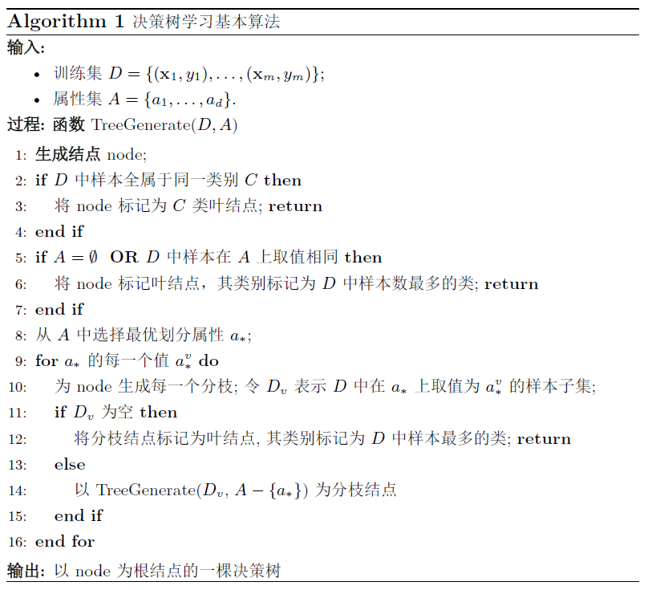 Algorithm 1 决策树学习基本算法
输入:
• 训练集 D = {(x₁, y₁), . . . , (xₘ, yₘ)};
• 属性集 A = {a₁, . . . , a_d}.
过程: 函数 TreeGenerate(D, A)
1: 生成结点 node;
2: if D 中样本全属于同一类别 C then
3: 将 node 标记为 C 类叶结点; return
4: end if
5: if A = ∅ OR D 中样本在 A 上取值相同 then
6: 将 node 标记叶结点，其类别标记为 D 中样本数最多的类; return
7: end if
8: 从 A 中选择最优划分属性 a_*;
9: for a_* 的每一个值 a_*^v do
10: 为 node 生成每一个分枝; 令 D_v 表示 D 中在 a_* 上取值为 a_*^v 的样本子集;
11: if D_v 为空 then
12: 将分枝结点标记为叶结点, 其类别标记为 D 中样本最多的类; return
13: else
14: 以 TreeGenerate(D_v, A − {a_*}) 为分枝结点
15: end if
16: end for
输出: 以 node 为根结点的一棵决策树